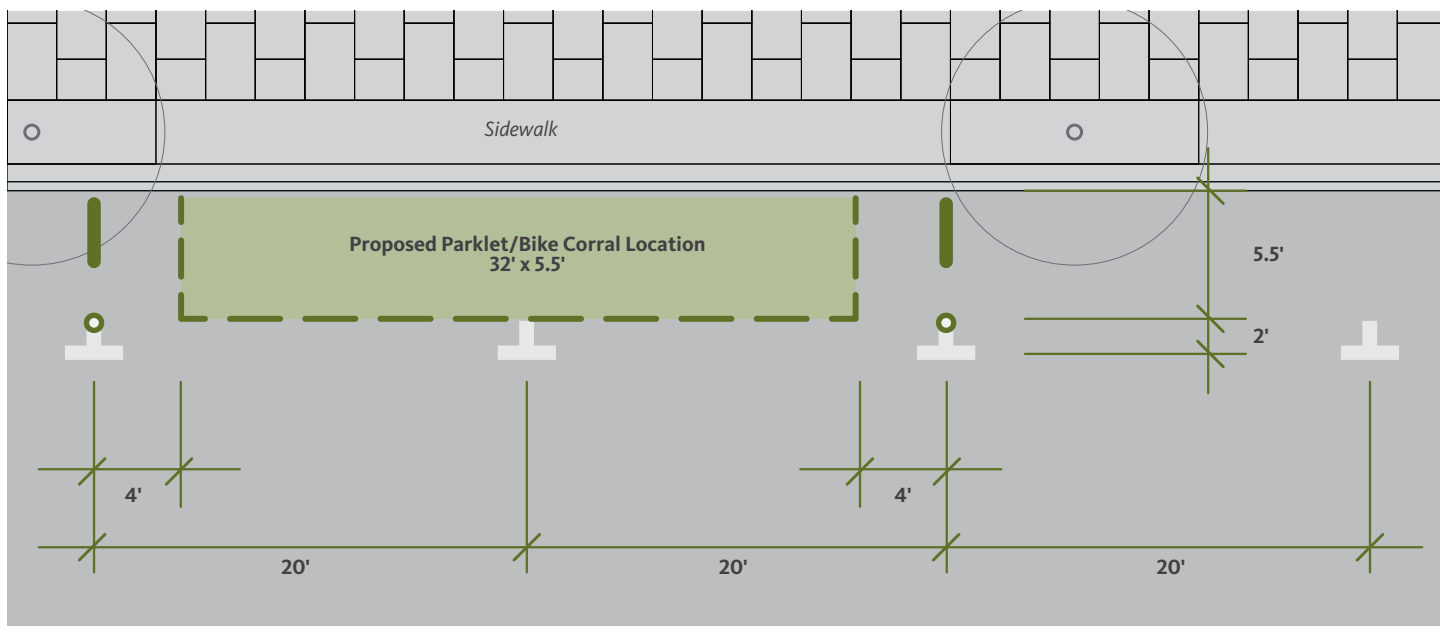 Sidewalk
Proposed Parklet/Bike Corral Location
32' x 5.5'
5.5'
2'
4'
4'
20'
20'
20'